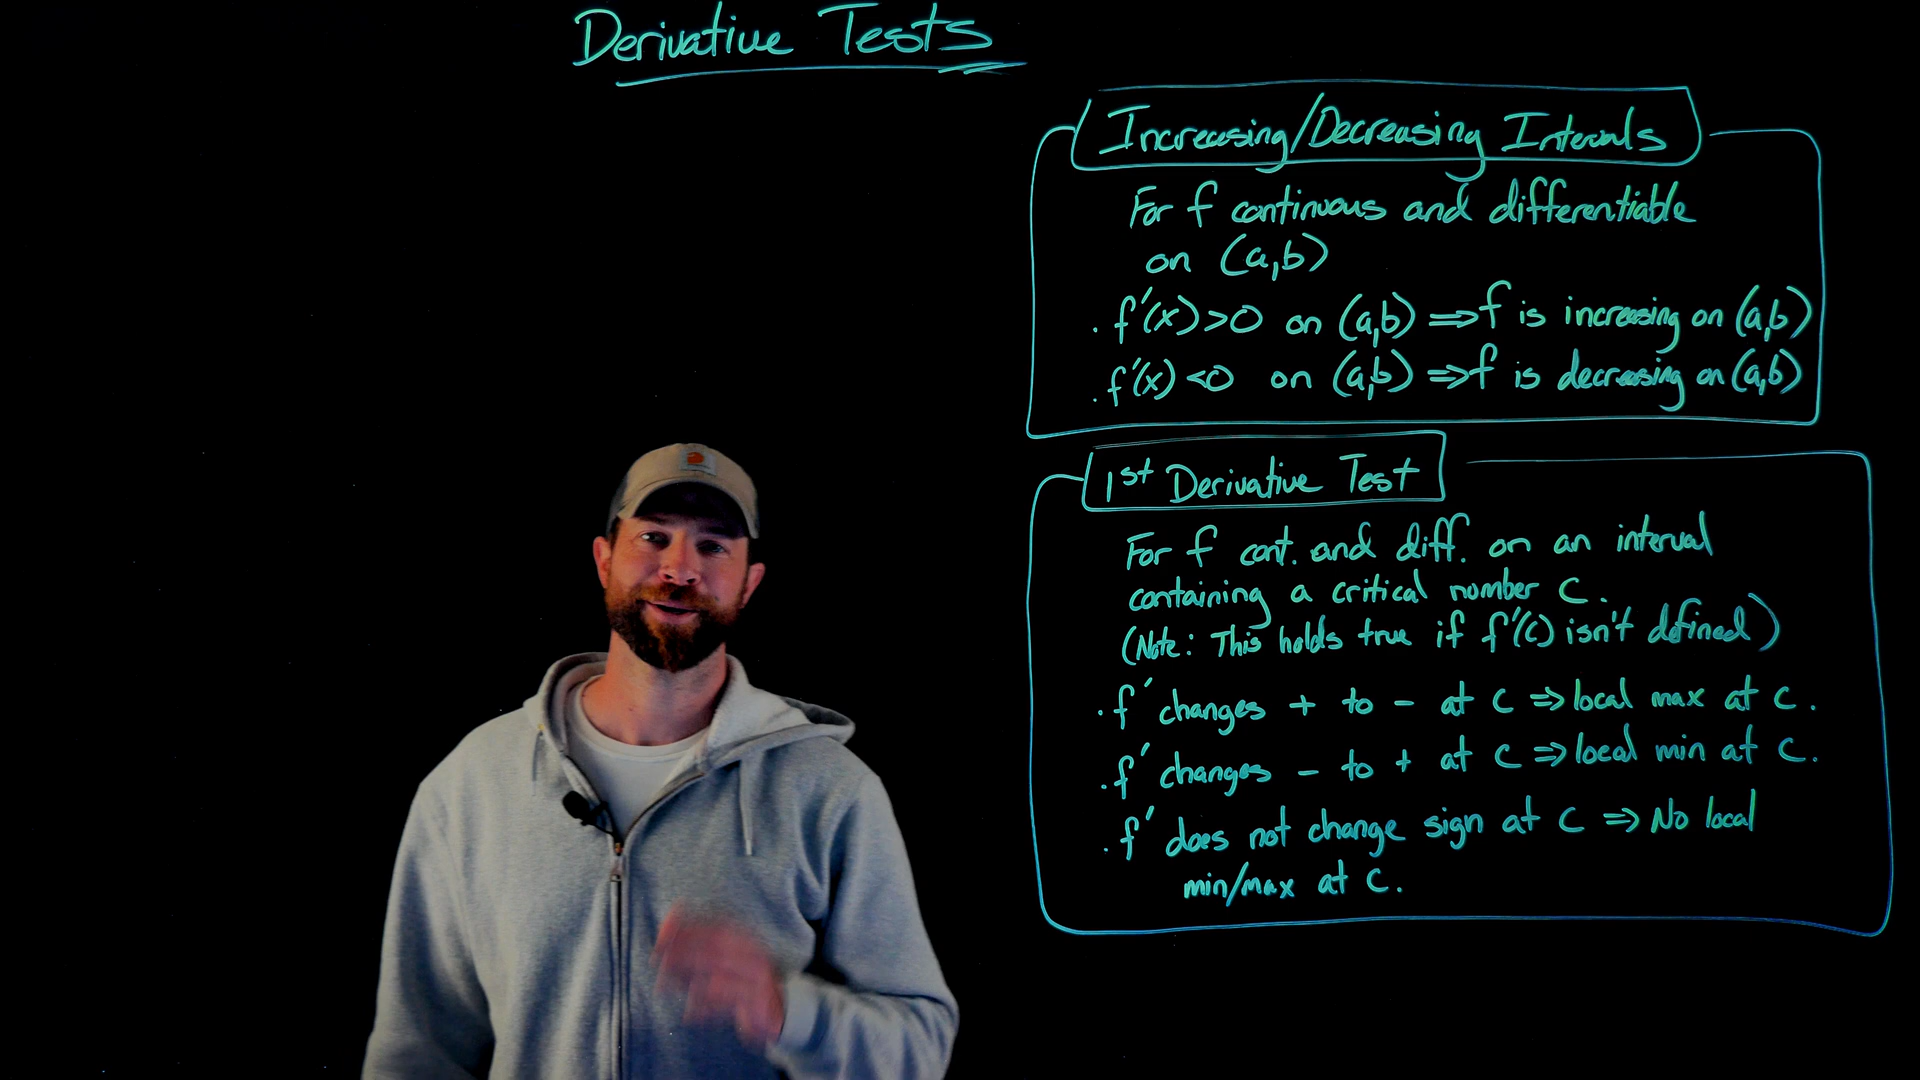 Derivative Tests
Increasing/Decreasing Intervals
For f continuous and differentiable
on (a,b)
· f'(x)>0 on (a,b) ⇒ f is increasing on (a,b)
· f'(x)<0 on (a,b) ⇒ f is decreasing on (a,b)
1st Derivative Test
For f cont. and diff. on an interval
containing a critical number c.
(Note: This holds true if f'(c) isn't defined)
· f' changes + to - at c ⇒ local max at c.
· f' changes - to + at c ⇒ local min at c.
· f' does not change sign at c ⇒ No local
min/max at c.